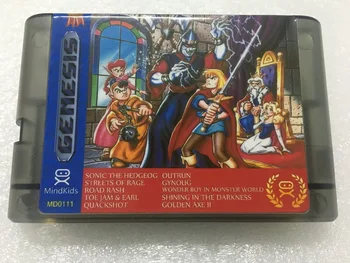 GENESIS
MindKids
MD0111
SONIC THE HEDGEOG
STREETS OF RAGE
ROAD RASH
TOE JAM & EARL
QUACKSHOT
OUTRUN
GYNOUG
WONDER BOY IN MONSTER WORLD
SHINING IN THE DARKNESS
GOLDEN AXE II